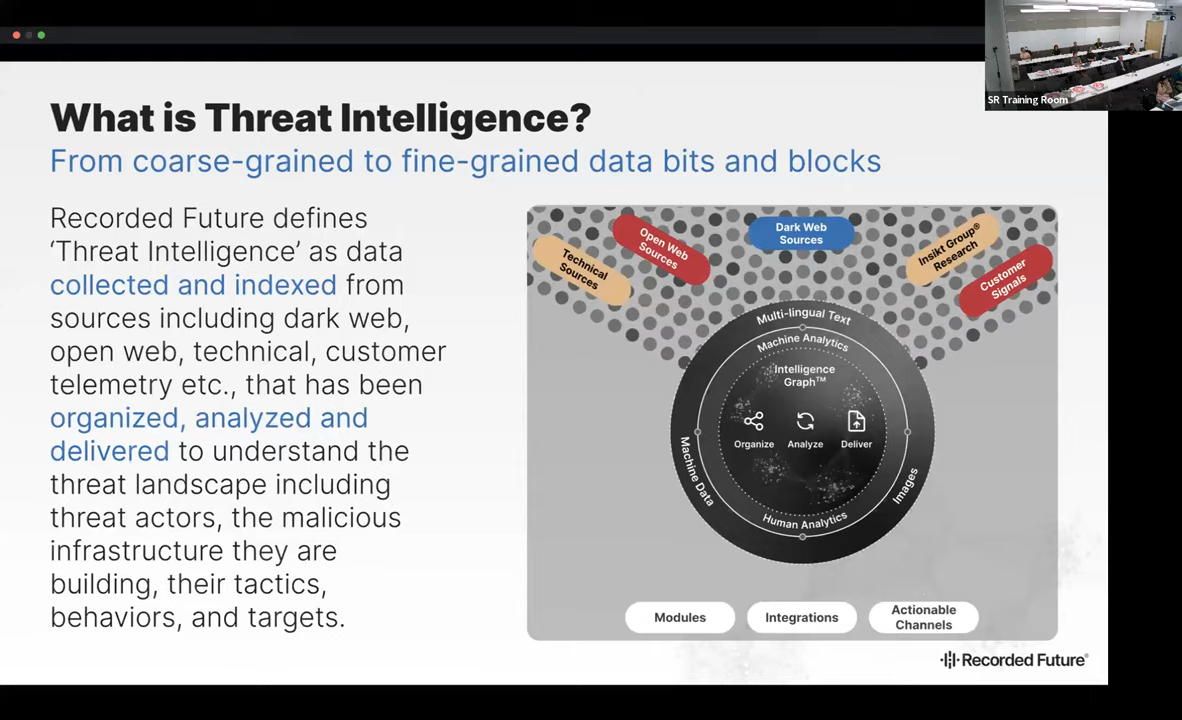 SR Training Room
What is Threat Intelligence?
From coarse-grained to fine-grained data bits and blocks
Recorded Future defines
‘Threat Intelligence’ as data
collected and indexed from
sources including dark web,
open web, technical, customer
telemetry etc., that has been
organized, analyzed and
delivered to understand the
threat landscape including
threat actors, the malicious
infrastructure they are
building, their tactics,
behaviors, and targets.
Technical
Sources
Open Web
Sources
Dark Web
Sources
Insikt Group®
Research
Customer
Signals
Multi-lingual Text
Machine Analytics
Intelligence
Graph™
Organize
Analyze
Deliver
Machine Data
Images
Human Analytics
Modules
Integrations
Actionable
Channels
Recorded Future®